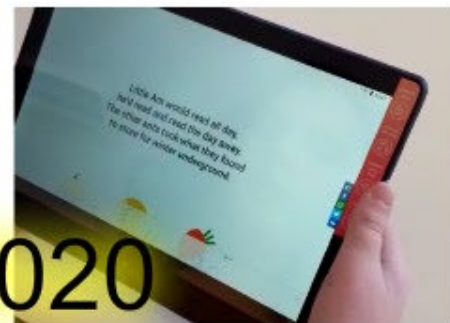 Little Ant would read all day,
he'd read and read the day away.
The other ants took what they found
to store for winter underground.
020